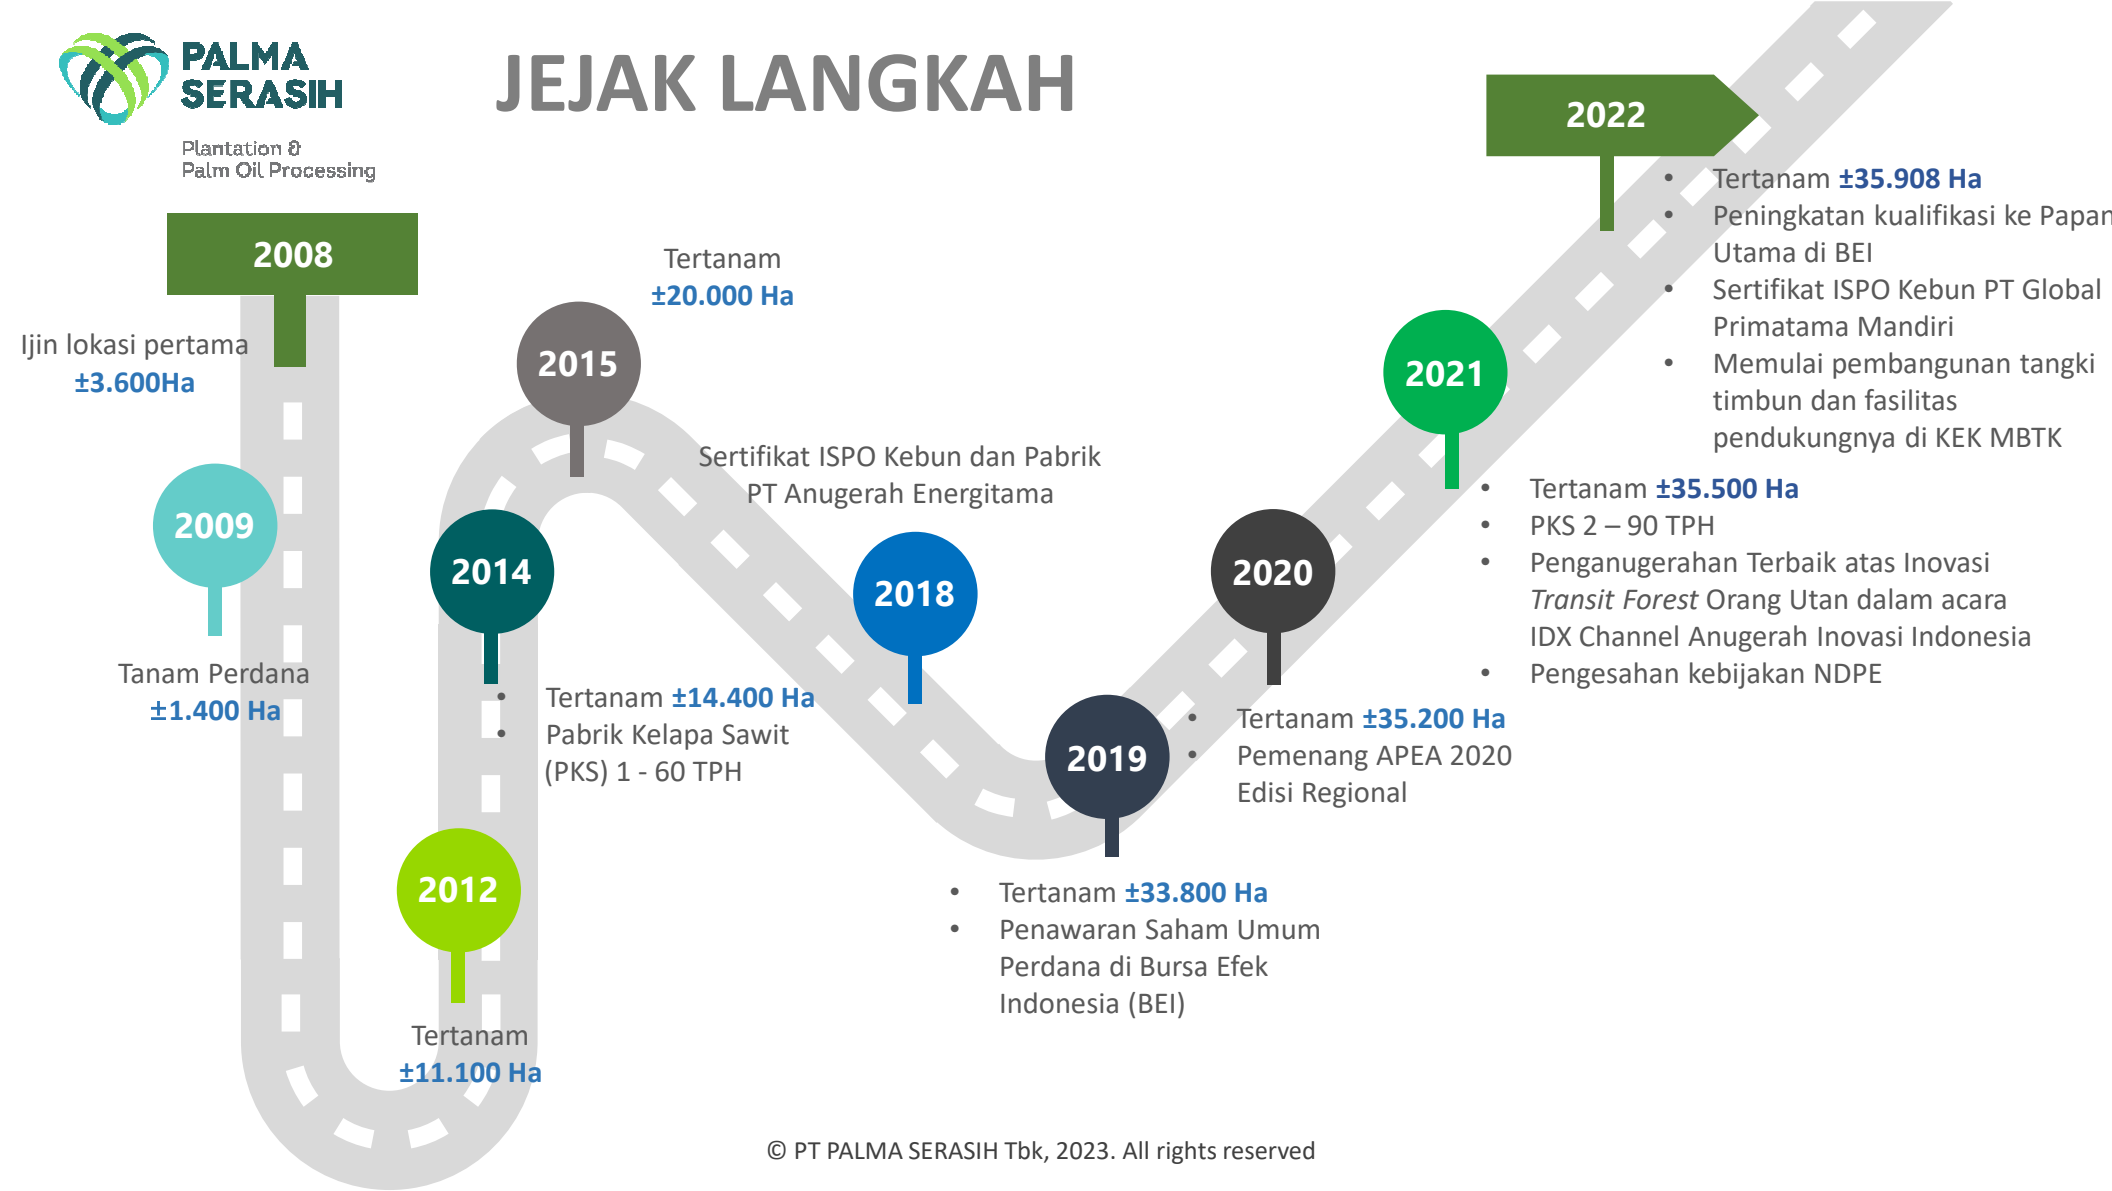 PALMA
SERASIH
Plantation &
Palm Oil Processing
JEJAK LANGKAH
2008
Ijin lokasi pertama
±3.600Ha
2009
Tanam Perdana
±1.400 Ha
2012
Tertanam
±11.100 Ha
2014
• Tertanam ±14.400 Ha
• Pabrik Kelapa Sawit
(PKS) 1 - 60 TPH
2015
Tertanam
±20.000 Ha
2018
Sertifikat ISPO Kebun dan Pabrik
PT Anugerah Energitama
2019
• Tertanam ±33.800 Ha
• Penawaran Saham Umum
Perdana di Bursa Efek
Indonesia (BEI)
2020
• Tertanam ±35.200 Ha
• Pemenang APEA 2020
Edisi Regional
2021
• Tertanam ±35.500 Ha
• PKS 2 – 90 TPH
• Penganugerahan Terbaik atas Inovasi
Transit Forest Orang Utan dalam acara
IDX Channel Anugerah Inovasi Indonesia
• Pengesahan kebijakan NDPE
2022
• Tertanam ±35.908 Ha
• Peningkatan kualifikasi ke Papan
Utama di BEI
• Sertifikat ISPO Kebun PT Global
Primatama Mandiri
• Memulai pembangunan tangki
timbun dan fasilitas
pendukungnya di KEK MBTK
© PT PALMA SERASIH Tbk, 2023. All rights reserved